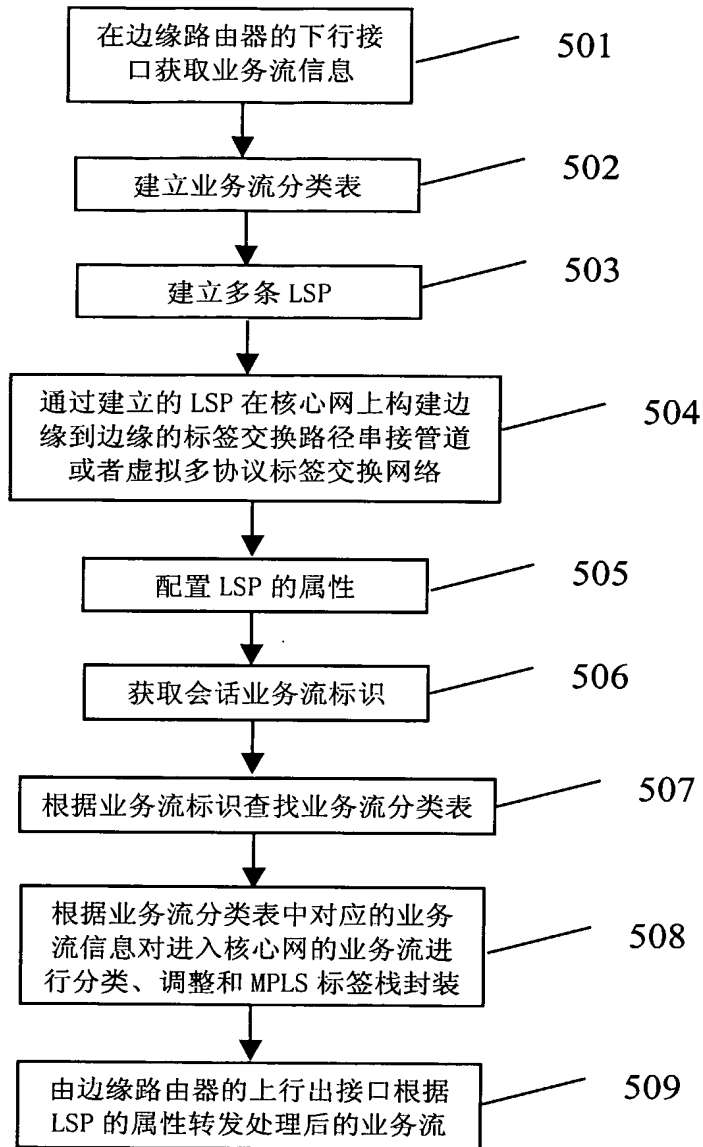 在边缘路由器的下行接
口获取业务流信息
501
建立业务流分类表
502
建立多条 LSP
503
通过建立的 LSP 在核心网上构建边
缘到边缘的标签交换路径串接管道
或者虚拟多协议标签交换网络
504
配置 LSP 的属性
505
获取会话业务流标识
506
根据业务流标识查找业务流分类表
507
根据业务流分类表中对应的业务
流信息对进入核心网的业务流进
行分类、调整和 MPLS 标签栈封装
508
由边缘路由器的上行出接口根据
LSP 的属性转发处理后的业务流
509